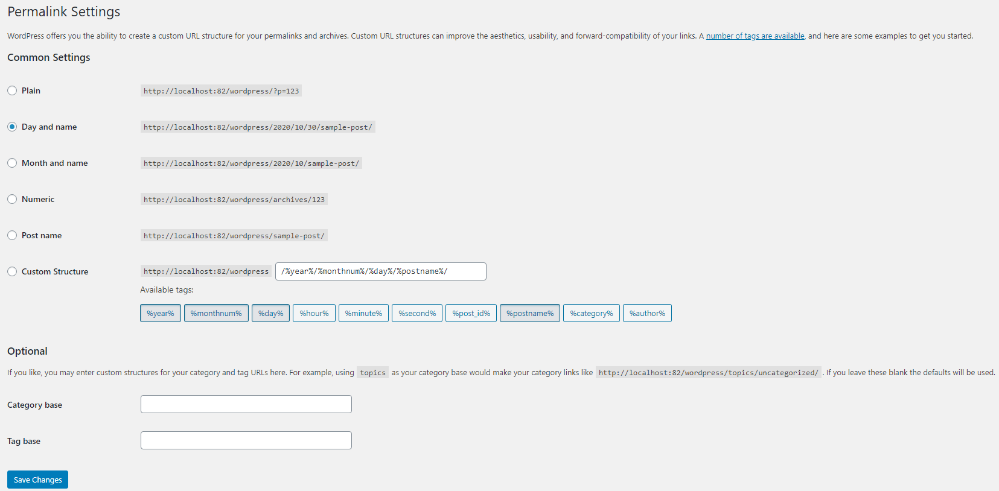 Permalink Settings
WordPress offers you the ability to create a custom URL structure for your permalinks and archives. Custom URL structures can improve the aesthetics, usability, and forward-compatibility of your links. A number of tags are available, and here are some examples to get you started.
Common Settings
Plain http://localhost:82/wordpress/?p=123
Day and name http://localhost:82/wordpress/2020/10/30/sample-post/
Month and name http://localhost:82/wordpress/2020/10/sample-post/
Numeric http://localhost:82/wordpress/archives/123
Post name http://localhost:82/wordpress/sample-post/
Custom Structure http://localhost:82/wordpress /%year%/%monthnum%/%day%/%postname%/
Available tags:
%year% %monthnum% %day% %hour% %minute% %second% %post_id% %postname% %category% %author%
Optional
If you like, you may enter custom structures for your category and tag URLs here. For example, using topics as your category base would make your category links like http://localhost:82/wordpress/topics/uncategorized/ . If you leave these blank the defaults will be used.
Category base
Tag base
Save Changes